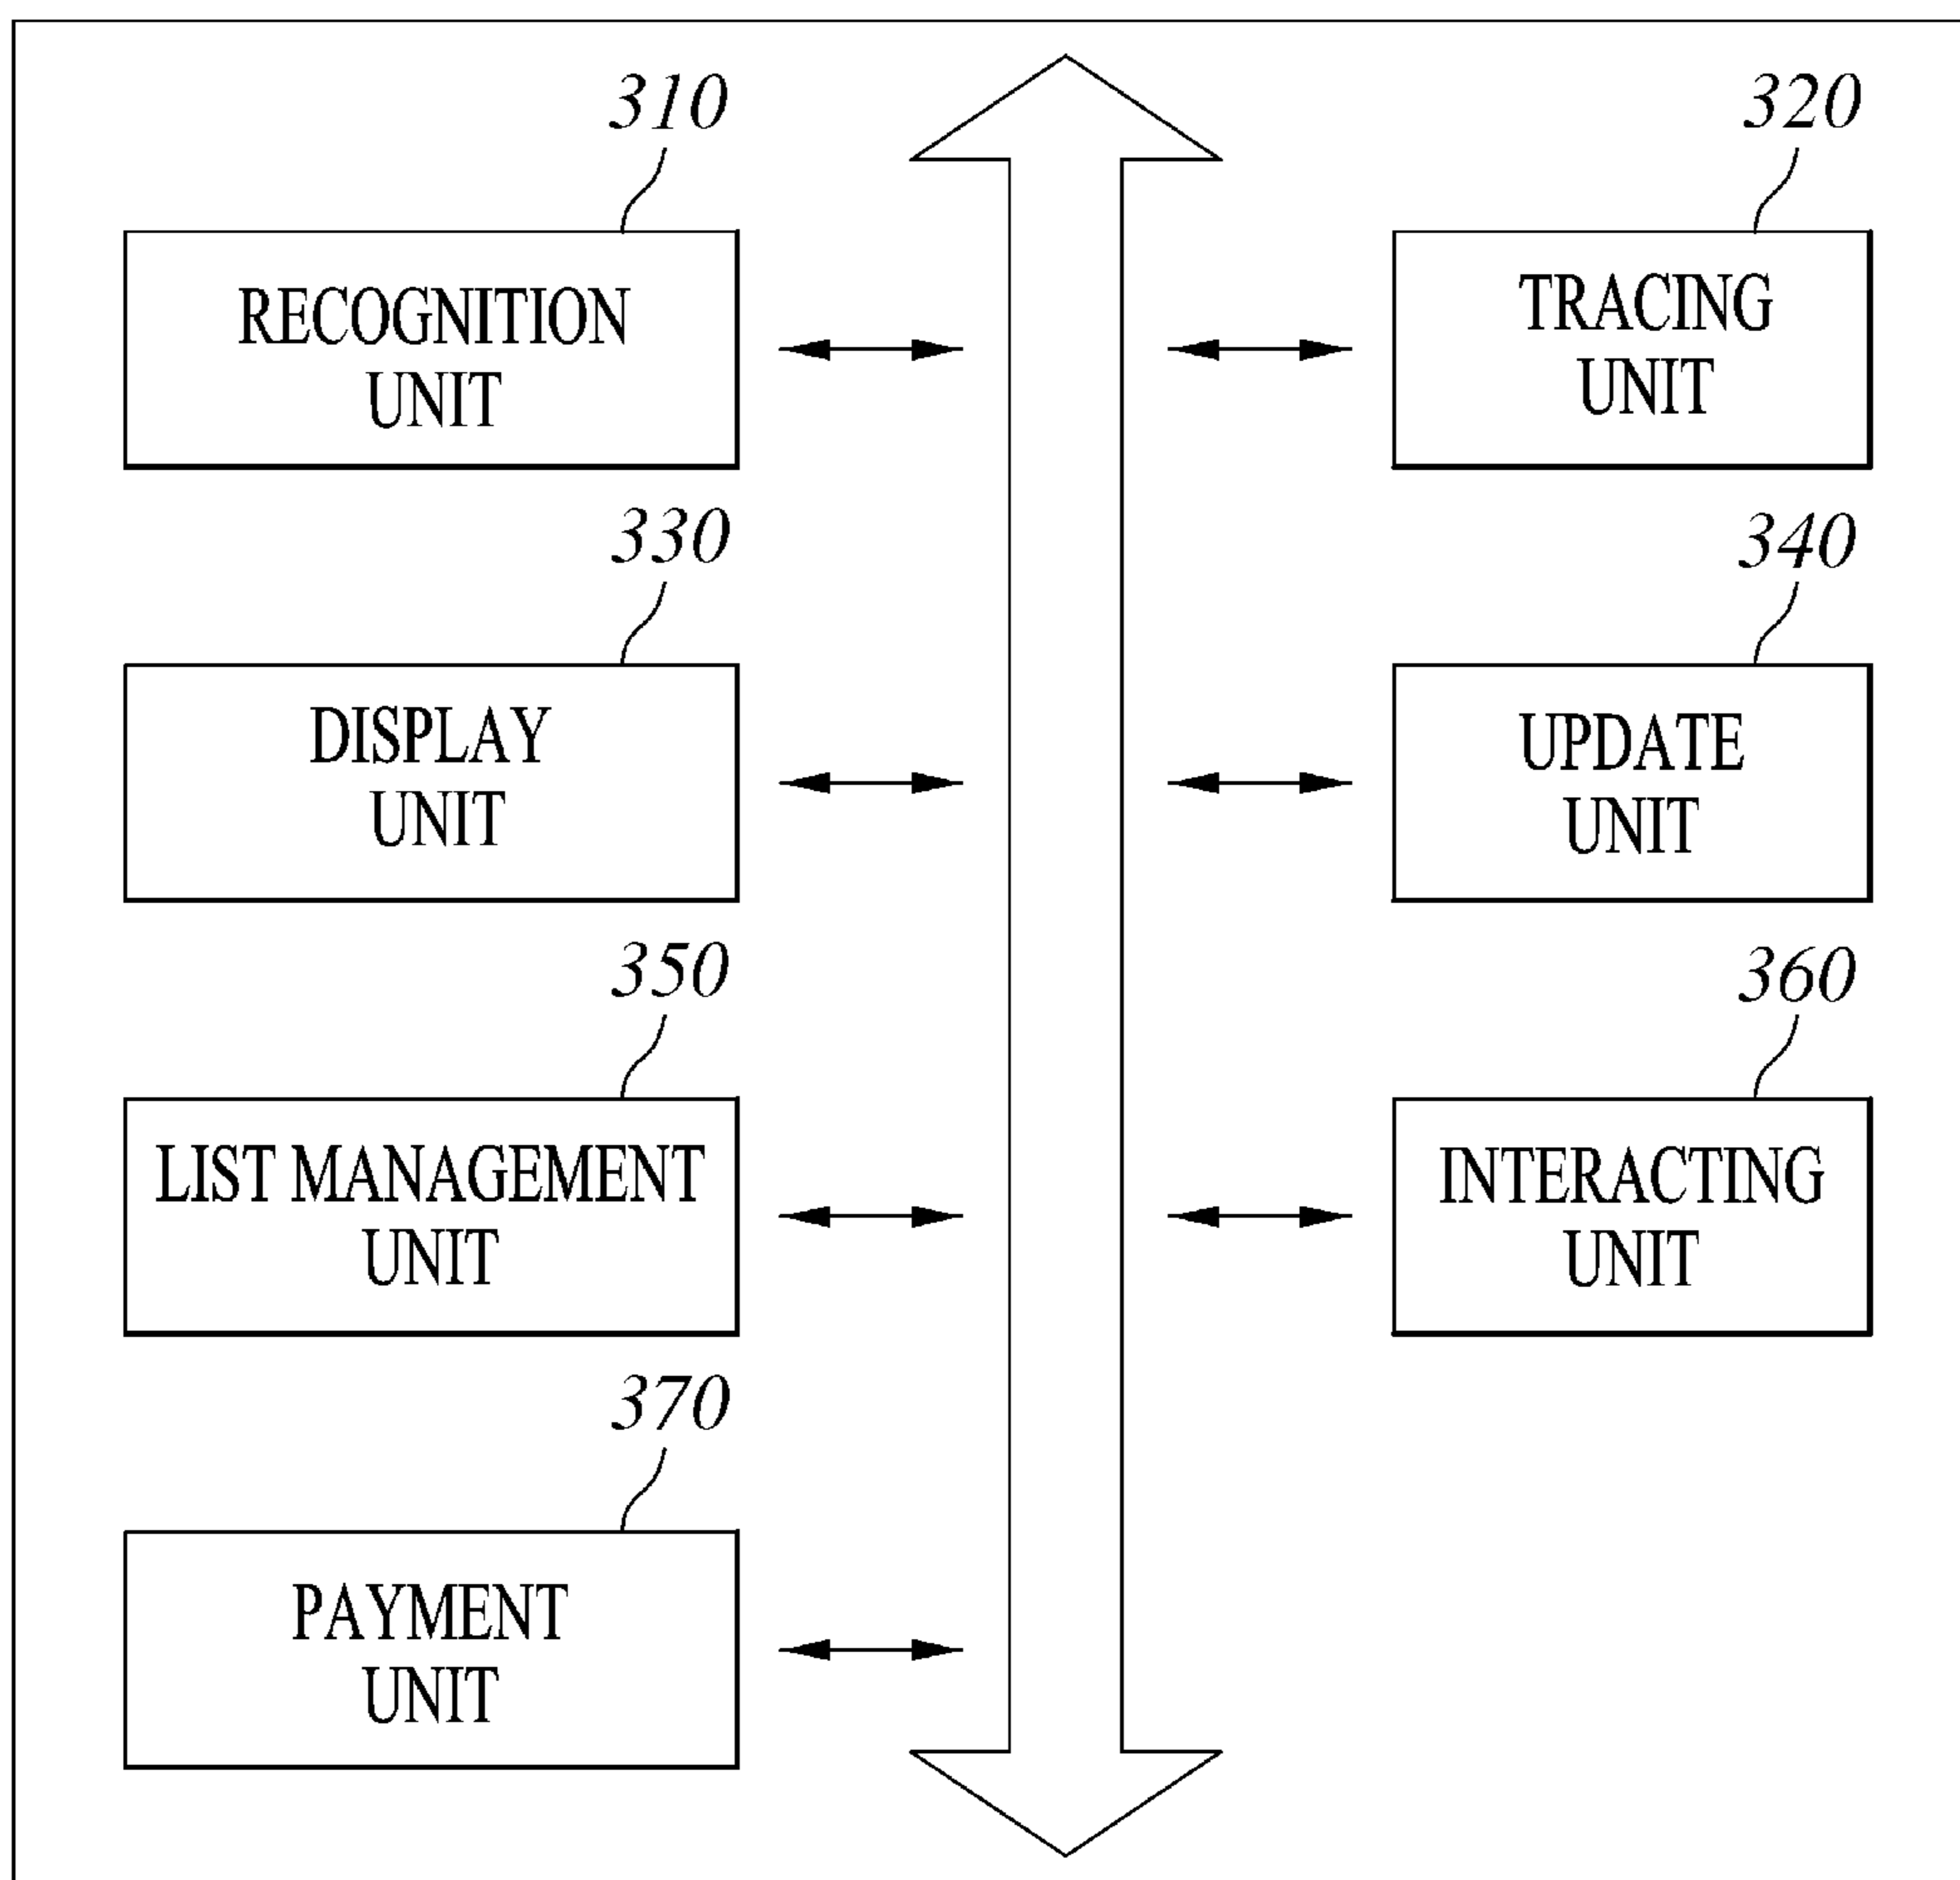 310
320
RECOGNITION
UNIT
TRACING
UNIT
330
340
DISPLAY
UNIT
UPDATE
UNIT
350
360
LIST MANAGEMENT
UNIT
INTERACTING
UNIT
370
PAYMENT
UNIT